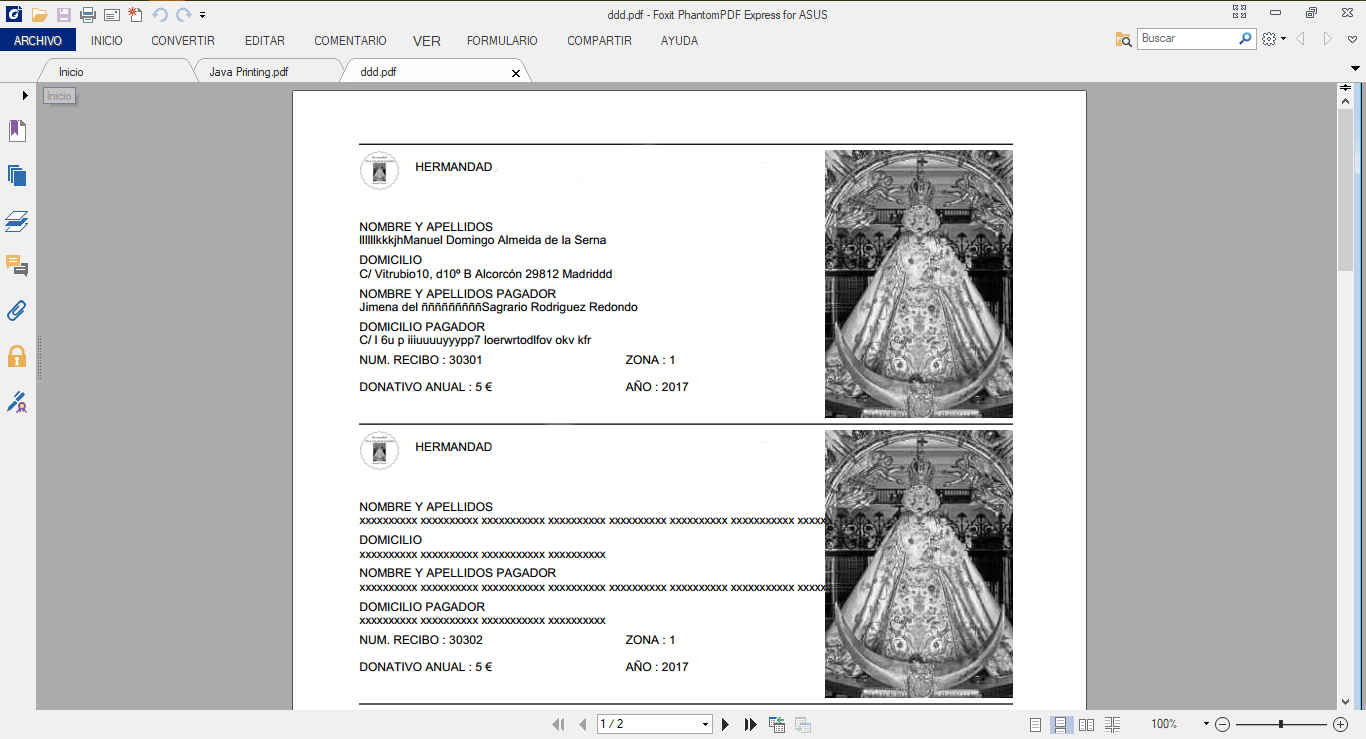 ddd.pdf - Foxit PhantomPDF Express for ASUS
ARCHIVO INICIO CONVERTIR EDITAR COMENTARIO VER FORMULARIO COMPARTIR AYUDA Buscar
Inicio Java Printing.pdf ddd.pdf
Inicio
HERMANDAD
NOMBRE Y APELLIDOS
llllllkkkjhManuel Domingo Almeida de la Serna
DOMICILIO
C/ Vitrubio10, d10º B Alcorcón 29812 Madriddd
NOMBRE Y APELLIDOS PAGADOR
Jimena del ñññññññññSagrario Rodriguez Redondo
DOMICILIO PAGADOR
C/ l 6u p iiiuuuuyyyypp7 loerwrtodlfov okv kfr
NUM. RECIBO : 30301 ZONA : 1
DONATIVO ANUAL : 5 € AÑO : 2017
HERMANDAD
NOMBRE Y APELLIDOS
xxxxxxxxxx xxxxxxxxxx xxxxxxxxxxx xxxxxxxxxx xxxxxxxxxx xxxxxxxxxx xxxxxxxxxxx xxxxx
DOMICILIO
xxxxxxxxxx xxxxxxxxxx xxxxxxxxxxx xxxxxxxxxx
NOMBRE Y APELLIDOS PAGADOR
xxxxxxxxxx xxxxxxxxxx xxxxxxxxxxx xxxxxxxxxx xxxxxxxxxx xxxxxxxxxx xxxxxxxxxxx xxxxx
DOMICILIO PAGADOR
xxxxxxxxxx xxxxxxxxxx xxxxxxxxxxx xxxxxxxxxx
NUM. RECIBO : 30302 ZONA : 1
DONATIVO ANUAL : 5 € AÑO : 2017
1 / 2 100%